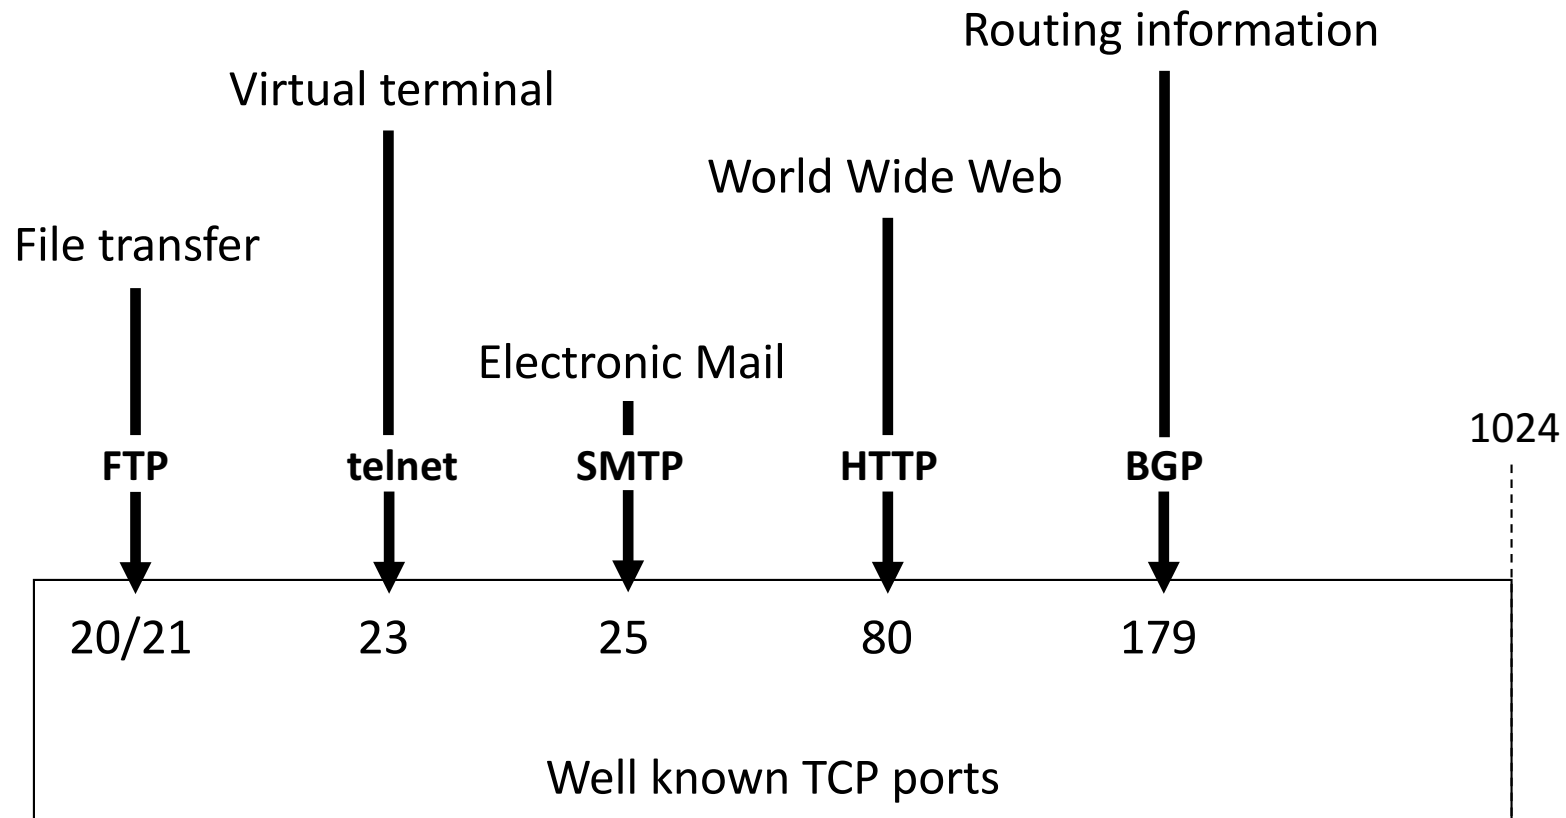 Routing information
Virtual terminal
World Wide Web
File transfer
Electronic Mail
1024
FTP telnet SMTP HTTP BGP
20/21 23 25 80 179
Well known TCP ports